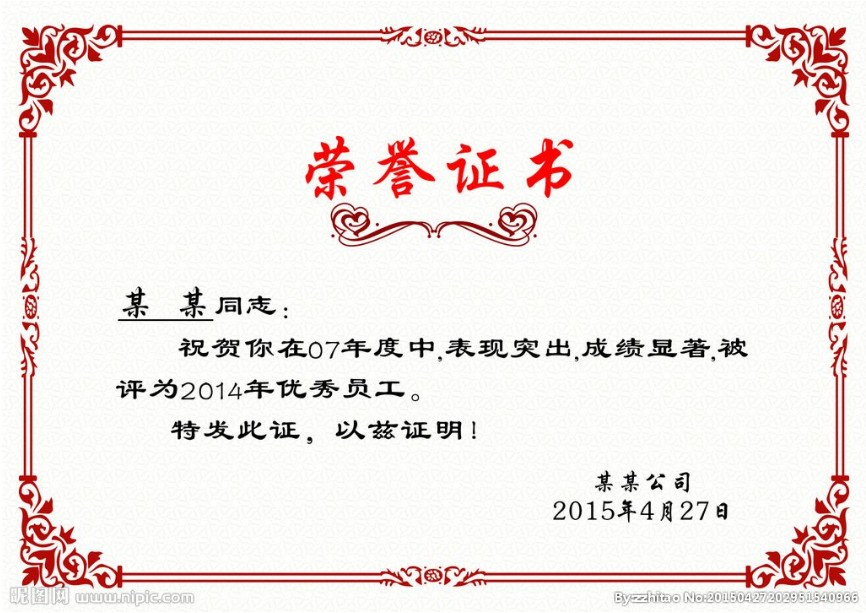 荣誉证书
某 某同志：
祝贺你在07年度中,表现突出,成绩显著,被
评为2014年优秀员工。
特发此证，以兹证明！
某某公司
2015年4月27日
昵图网 www.nipic.com
By:zzhitao No:20150427202951540966